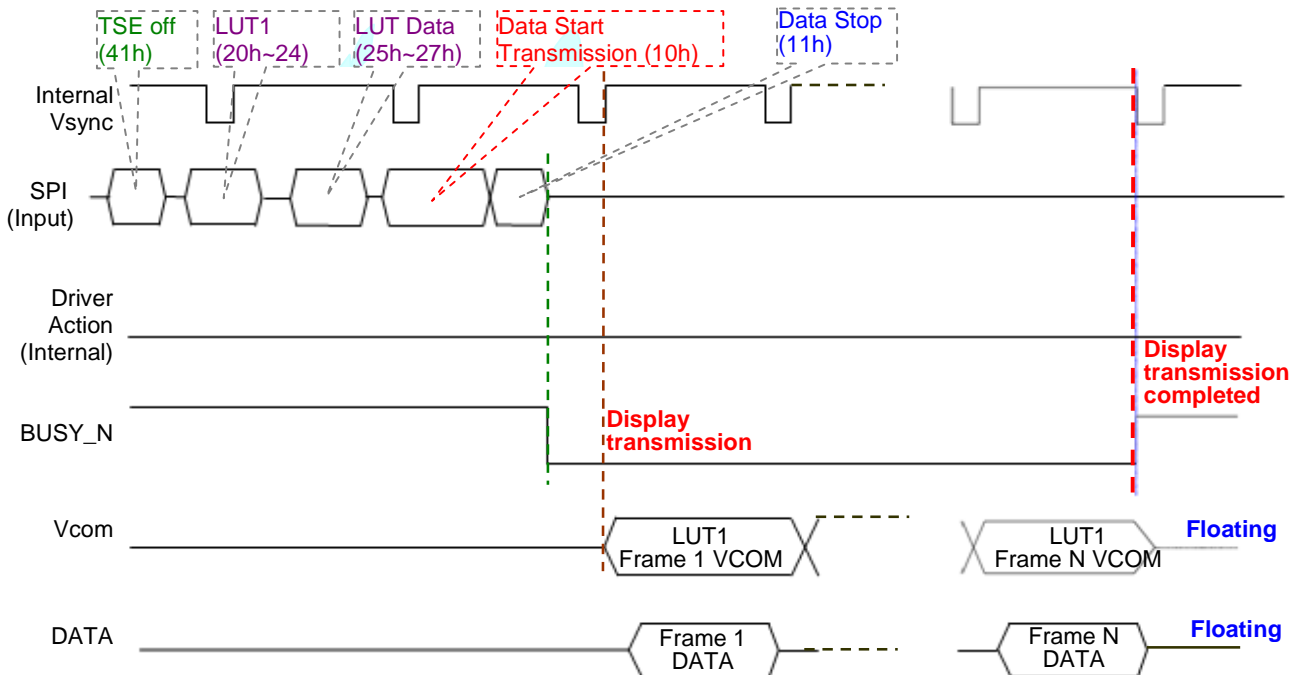 TSE off
(41h)
LUT1
(20h~24)
LUT Data
(25h~27h)
Data Start
Transmission (10h)
Data Stop
(11h)
Internal
Vsync
SPI
(Input)
Driver
Action
(Internal)
Display
transmission
completed
BUSY_N
Display
transmission
Vcom
LUT1
Frame 1 VCOM
LUT1
Frame N VCOM
Floating
DATA
Frame 1
DATA
Frame N
DATA
Floating